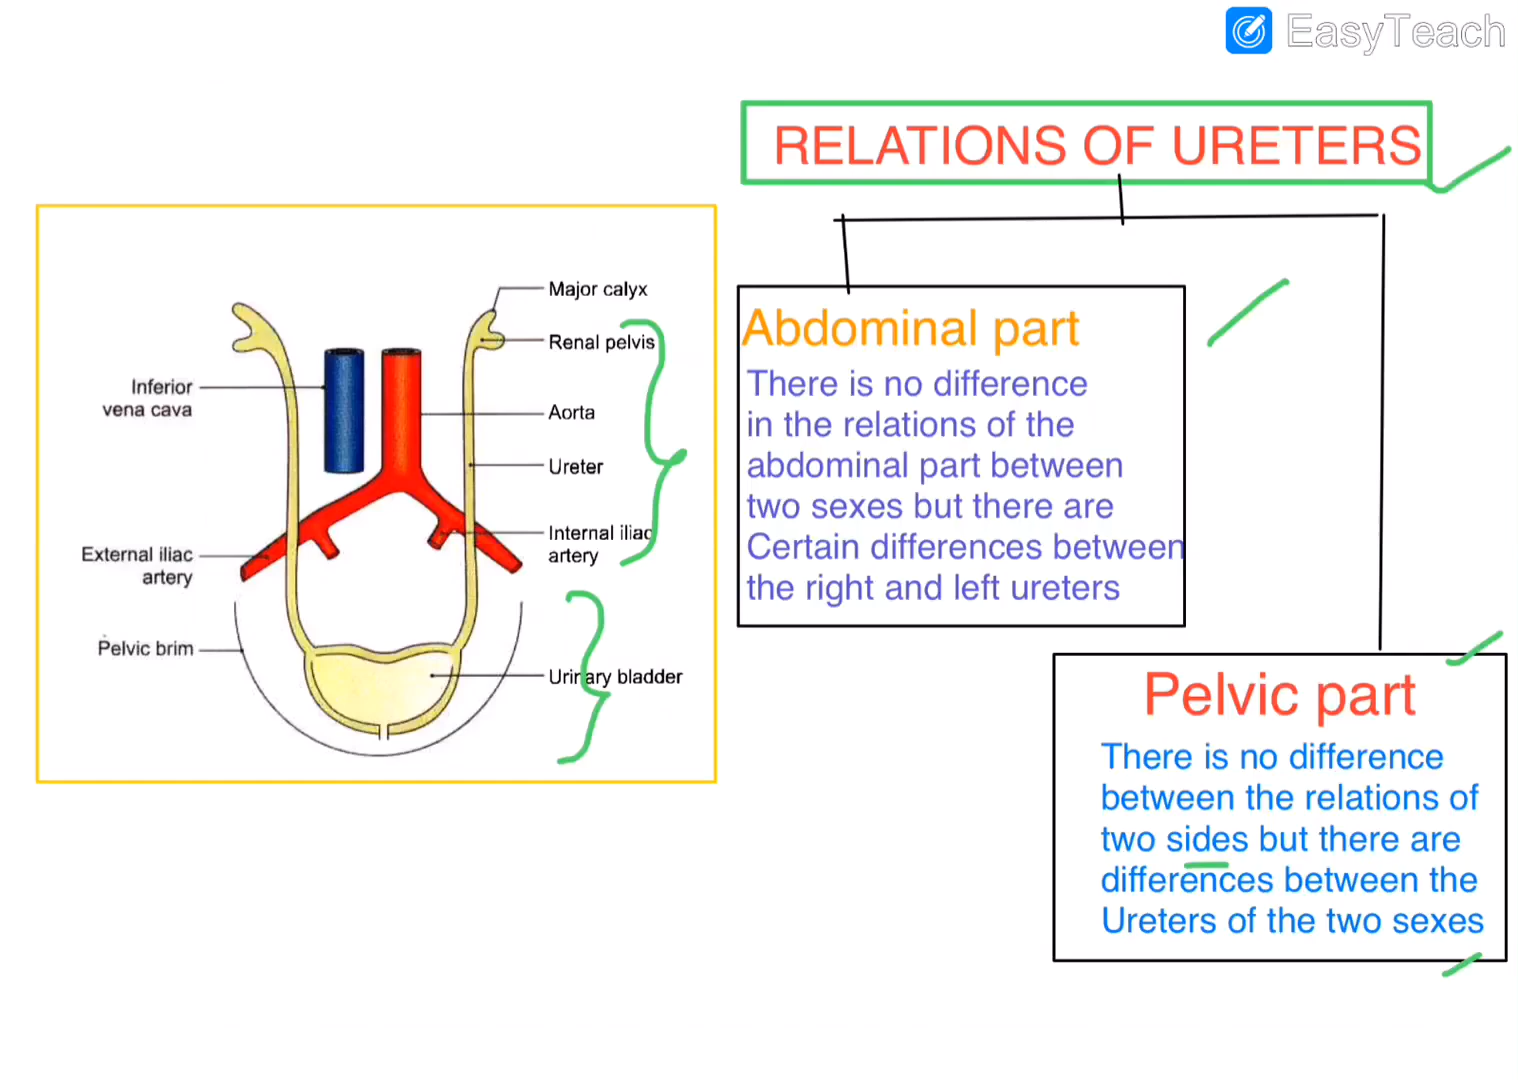 EasyTeach
RELATIONS OF URETERS
Major calyx
Renal pelvis
Inferior
vena cava
Aorta
Ureter
Internal iliac
artery
External iliac
artery
Pelvic brim
Urinary bladder
Abdominal part
There is no difference
in the relations of the
abdominal part between
two sexes but there are
Certain differences between
the right and left ureters
Pelvic part
There is no difference
between the relations of
two sides but there are
differences between the
Ureters of the two sexes